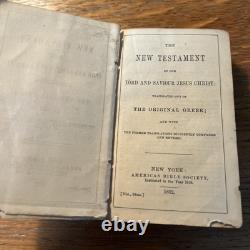 THE
NEW TESTAMENT
OF OUR
LORD AND SAVIOUR JESUS CHRIST;
TRANSLATED OUT OF
THE ORIGINAL GREEK;
AND WITH
THE FORMER TRANSLATIONS DILIGENTLY COMPARED
AND REVISED.
NEW YORK:
AMERICAN BIBLE SOCIETY,
Instituted in the Year